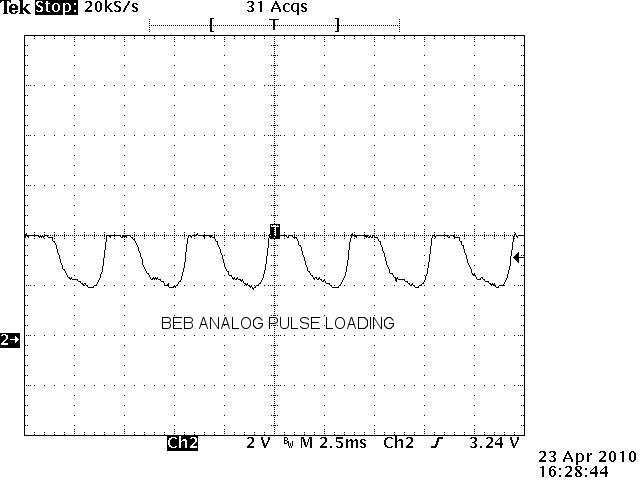 Tek Stop: 20kS/s 31 Acqs
[ T ]
T
BEB ANALOG PULSE LOADING
2→
Ch2 2 V BW M 2.5ms Ch2 3.24 V
23 Apr 2010
16:28:44